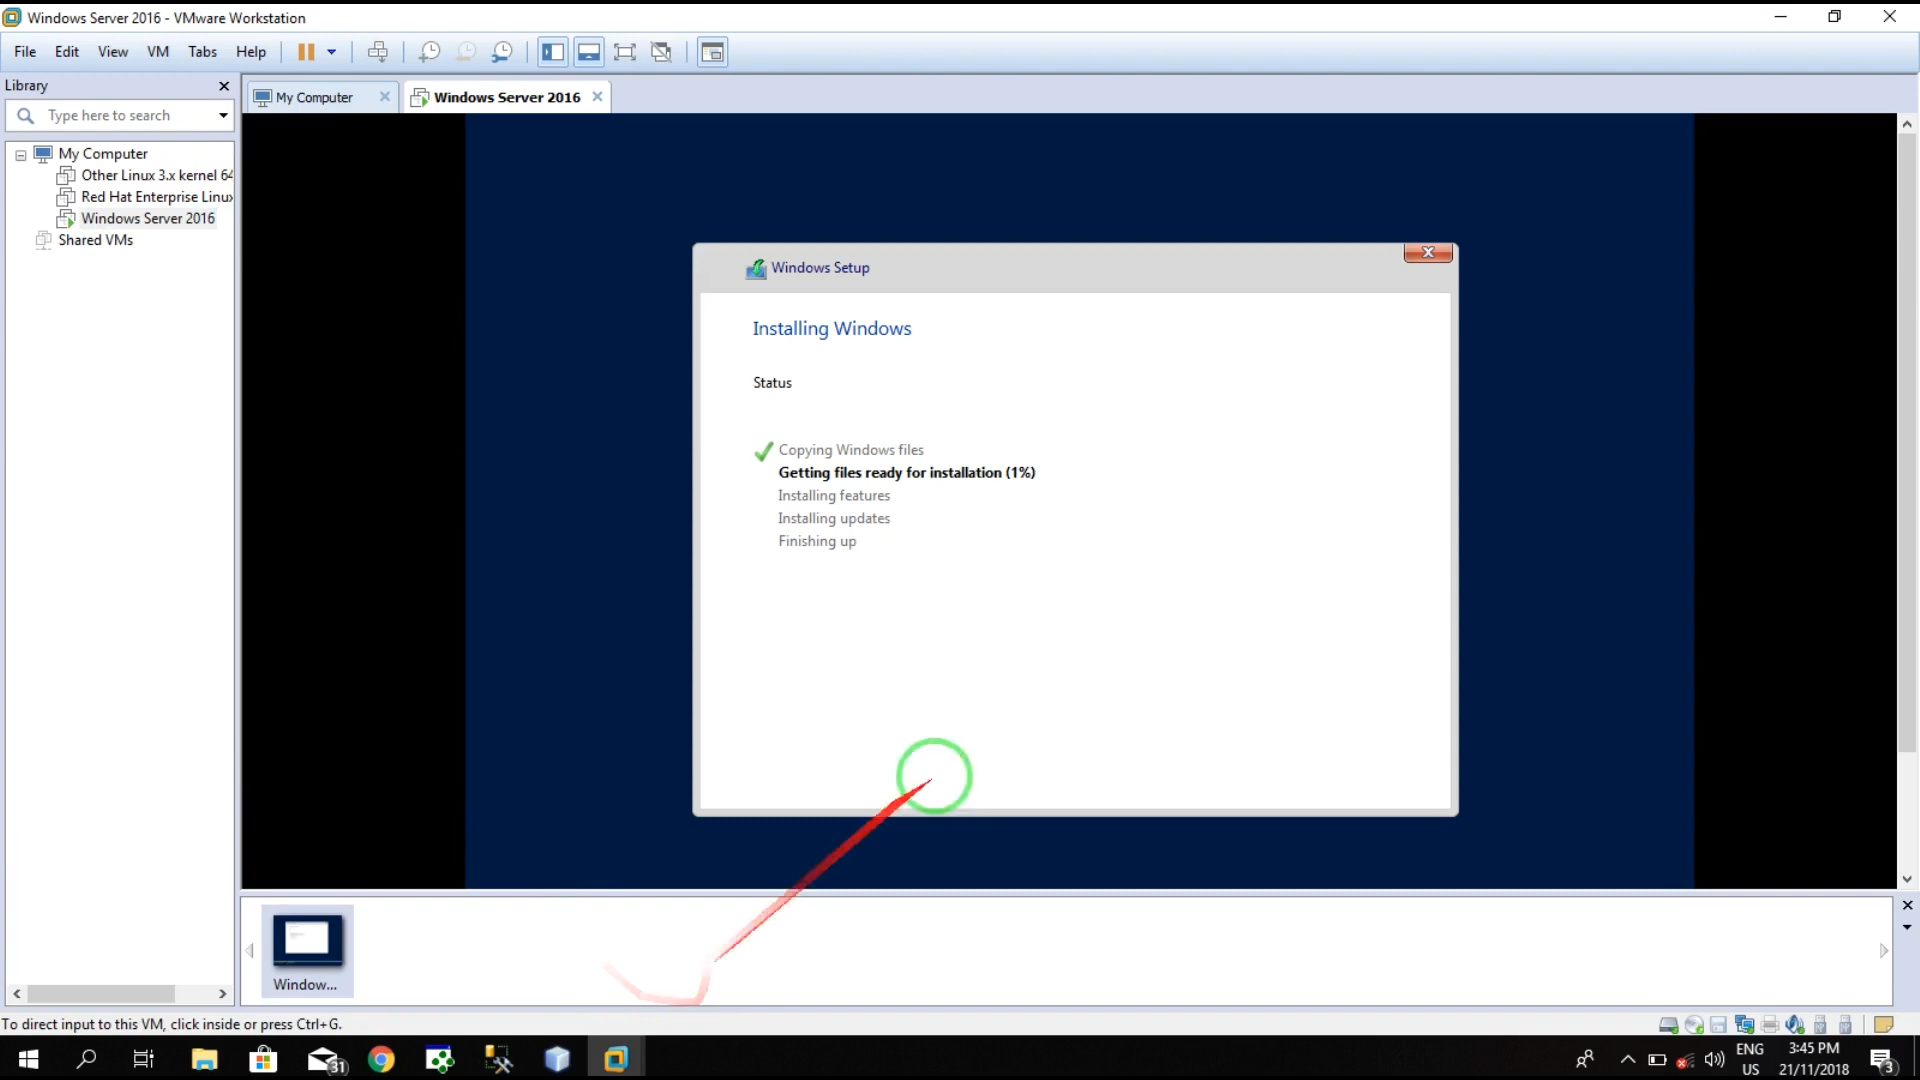 Windows Server 2016 - VMware Workstation
File Edit View VM Tabs Help
Library
Type here to search
My Computer
Other Linux 3.x kernel 64
Red Hat Enterprise Linux
Windows Server 2016
Shared VMs
My Computer
Windows Server 2016
Windows Setup
Installing Windows
Status
Copying Windows files
Getting files ready for installation (1%)
Installing features
Installing updates
Finishing up
Window...
To direct input to this VM, click inside or press Ctrl+G.
31
ENG
US
3:45 PM
21/11/2018
3